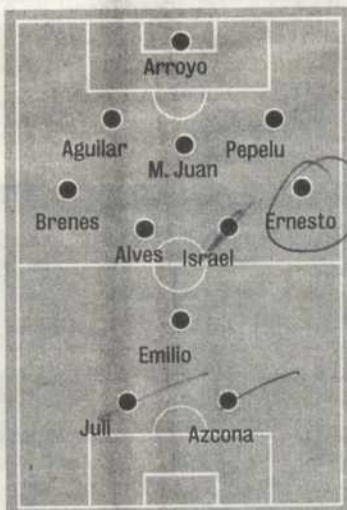 Arroyo
Aguilar
M. Juan
Pepelu
Brenes
Ernesto
Alves
Israel
Emilio
Juli
Azcona